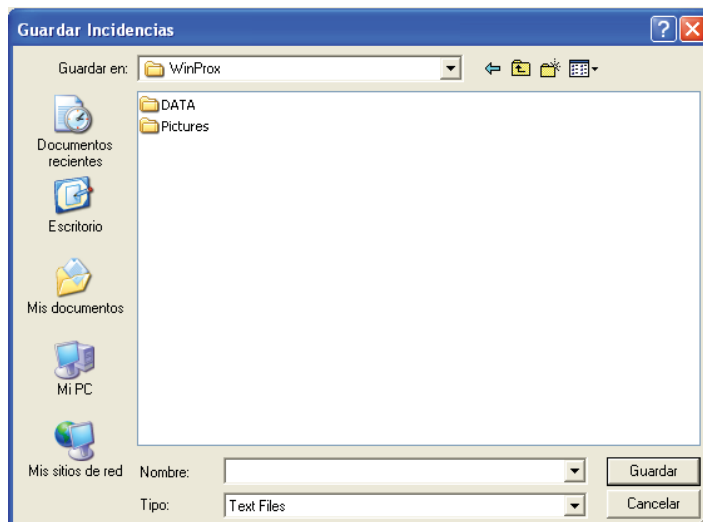 Guardar Incidencias
Guardar en: WinProx
DATA
Pictures
Documentos
recientes
Escritorio
Mis documentos
Mi PC
Mis sitios de red
Nombre:
Guardar
Tipo: Text Files
Cancelar